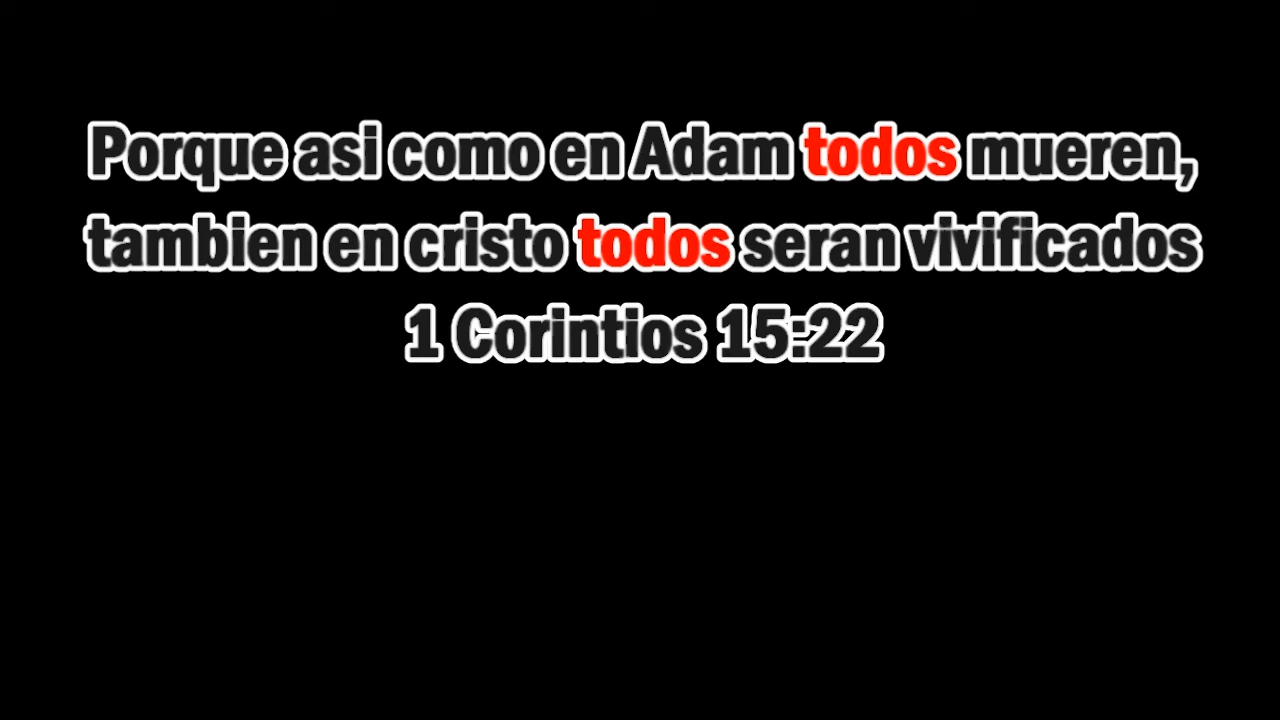 Porque asi como en Adam todos mueren,
tambien en cristo todos seran vivificados
1 Corintios 15:22